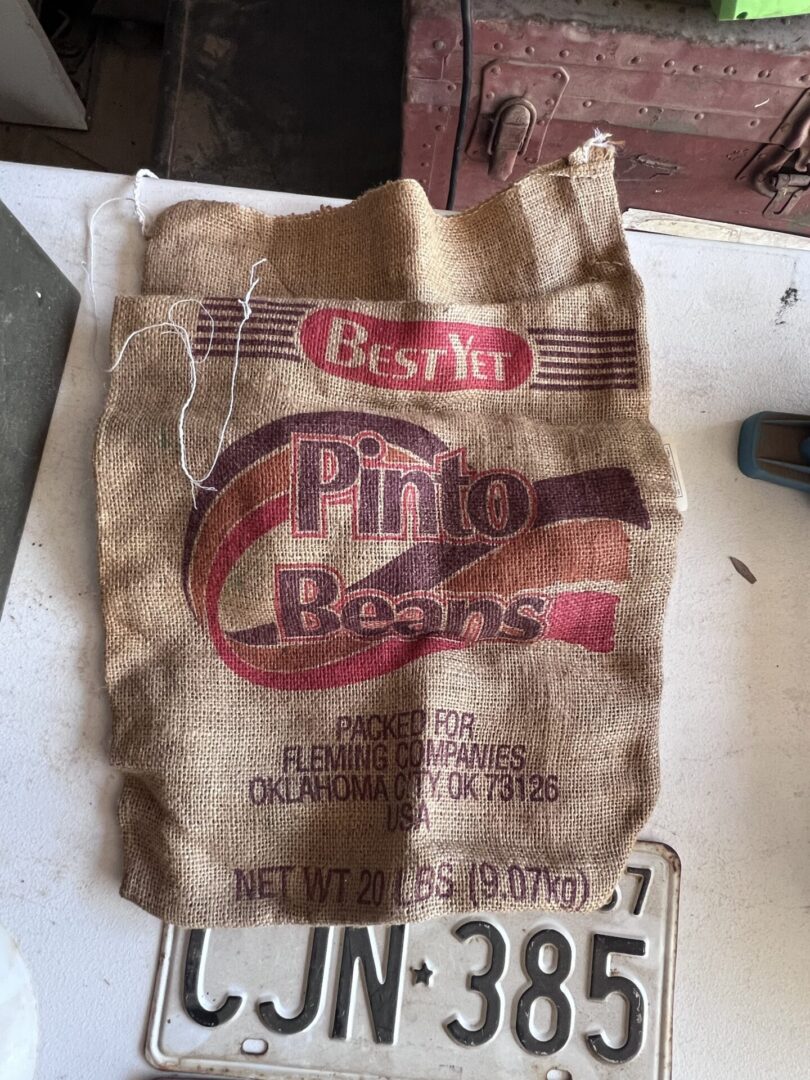 BEST YET
Pinto
Beans
PACKED FOR
FLEMING COMPANIES
OKLAHOMA CITY OK 73126
USA
NET WT 20 LBS (9.07kg)
CJN★385